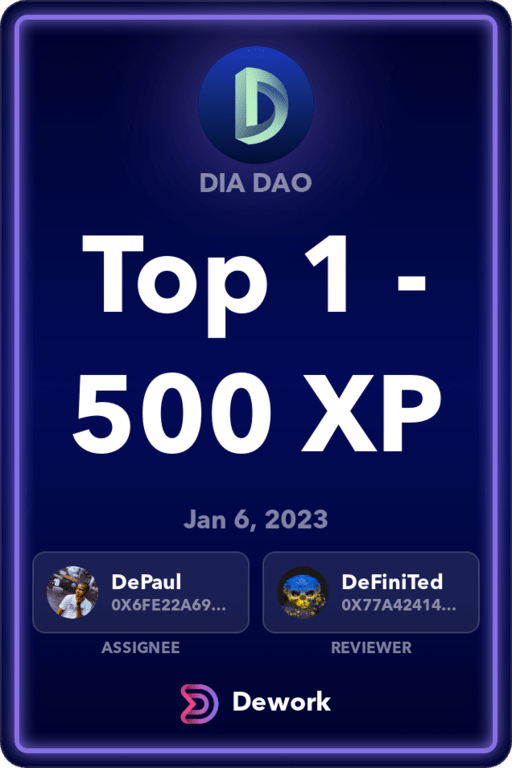 DIA DAO
Top 1 -
500 XP
Jan 6, 2023
DePaul
0X6FE22A69...
ASSIGNEE
DeFiniTed
0X77A42414...
REVIEWER
Dework